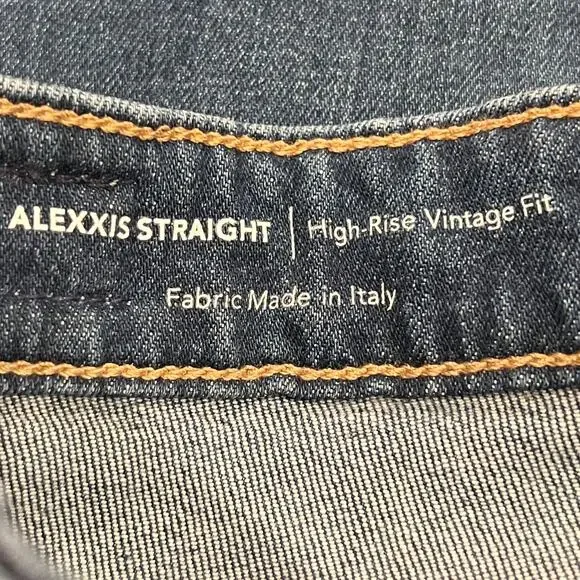 ALEXXIS STRAIGHT | High-Rise Vintage Fit
Fabric Made in Italy